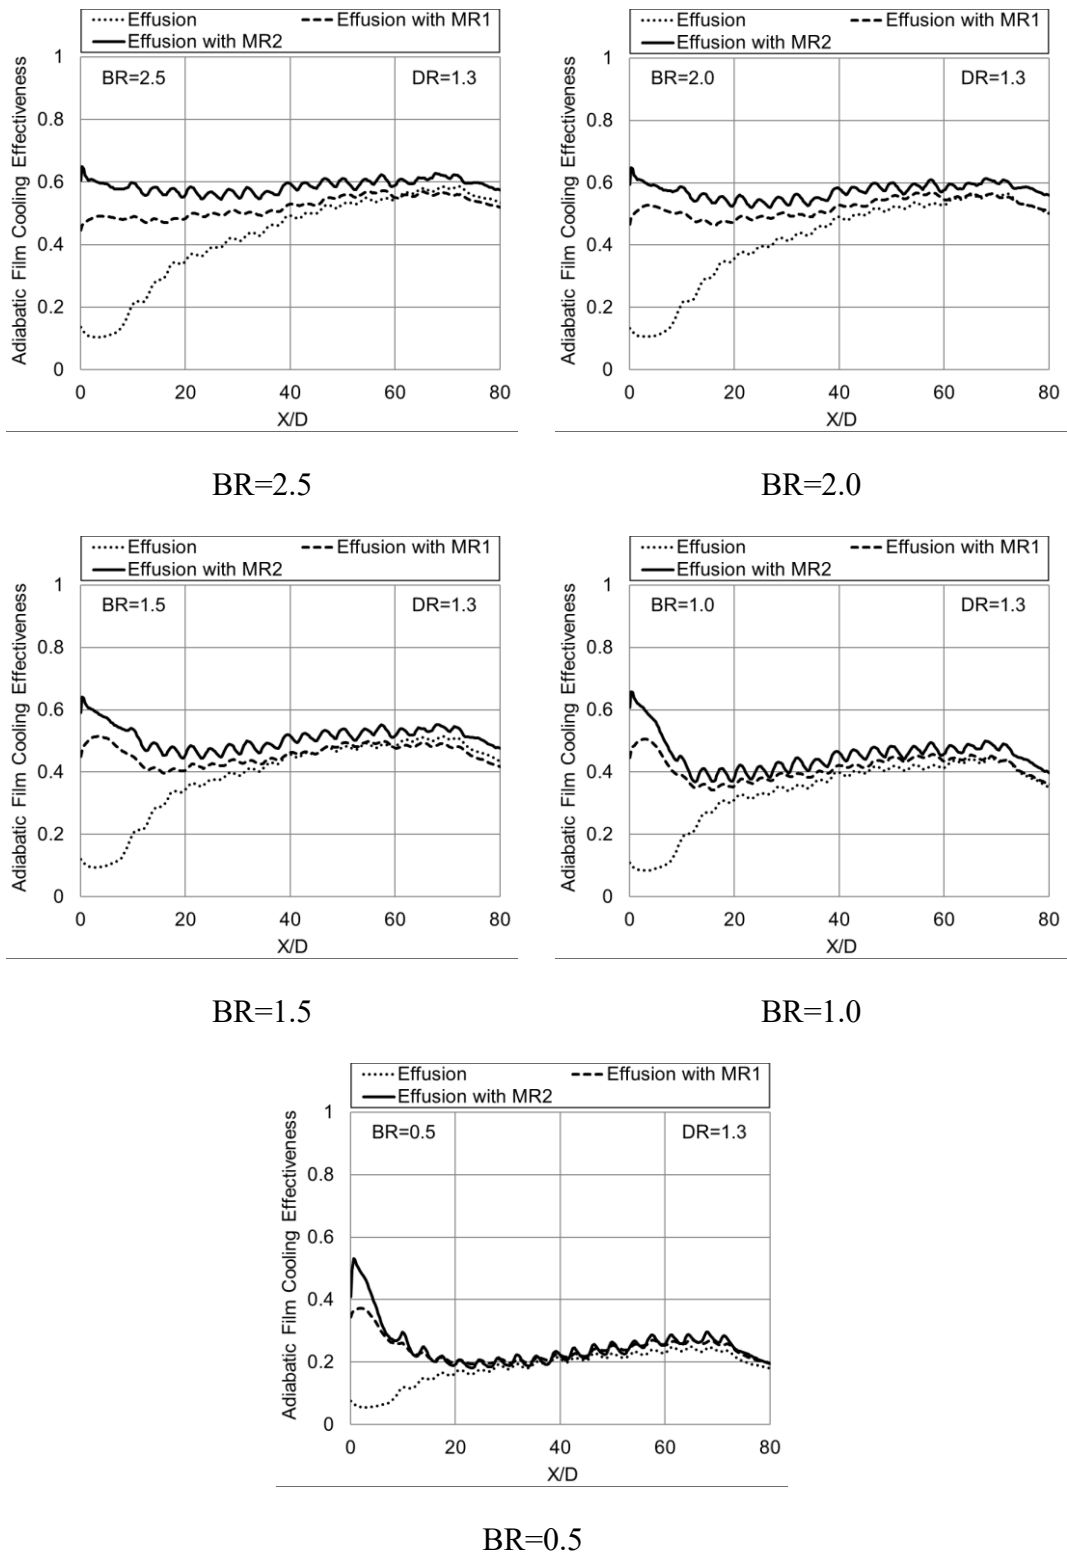 Effusion Effusion with MR1
Effusion with MR2
Adiabatic Film Cooling Effectiveness
1
0.8
0.6
0.4
0.2
0
BR=2.5 DR=1.3
0 20 40 60 80
X/D
BR=2.5
Effusion Effusion with MR1
Effusion with MR2
Adiabatic Film Cooling Effectiveness
1
0.8
0.6
0.4
0.2
0
BR=2.0 DR=1.3
0 20 40 60 80
X/D
BR=2.0
Effusion Effusion with MR1
Effusion with MR2
Adiabatic Film Cooling Effectiveness
1
0.8
0.6
0.4
0.2
0
BR=1.5 DR=1.3
0 20 40 60 80
X/D
BR=1.5
Effusion Effusion with MR1
Effusion with MR2
Adiabatic Film Cooling Effectiveness
1
0.8
0.6
0.4
0.2
0
BR=1.0 DR=1.3
0 20 40 60 80
X/D
BR=1.0
Effusion Effusion with MR1
Effusion with MR2
Adiabatic Film Cooling Effectiveness
1
0.8
0.6
0.4
0.2
0
BR=0.5 DR=1.3
0 20 40 60 80
X/D
BR=0.5